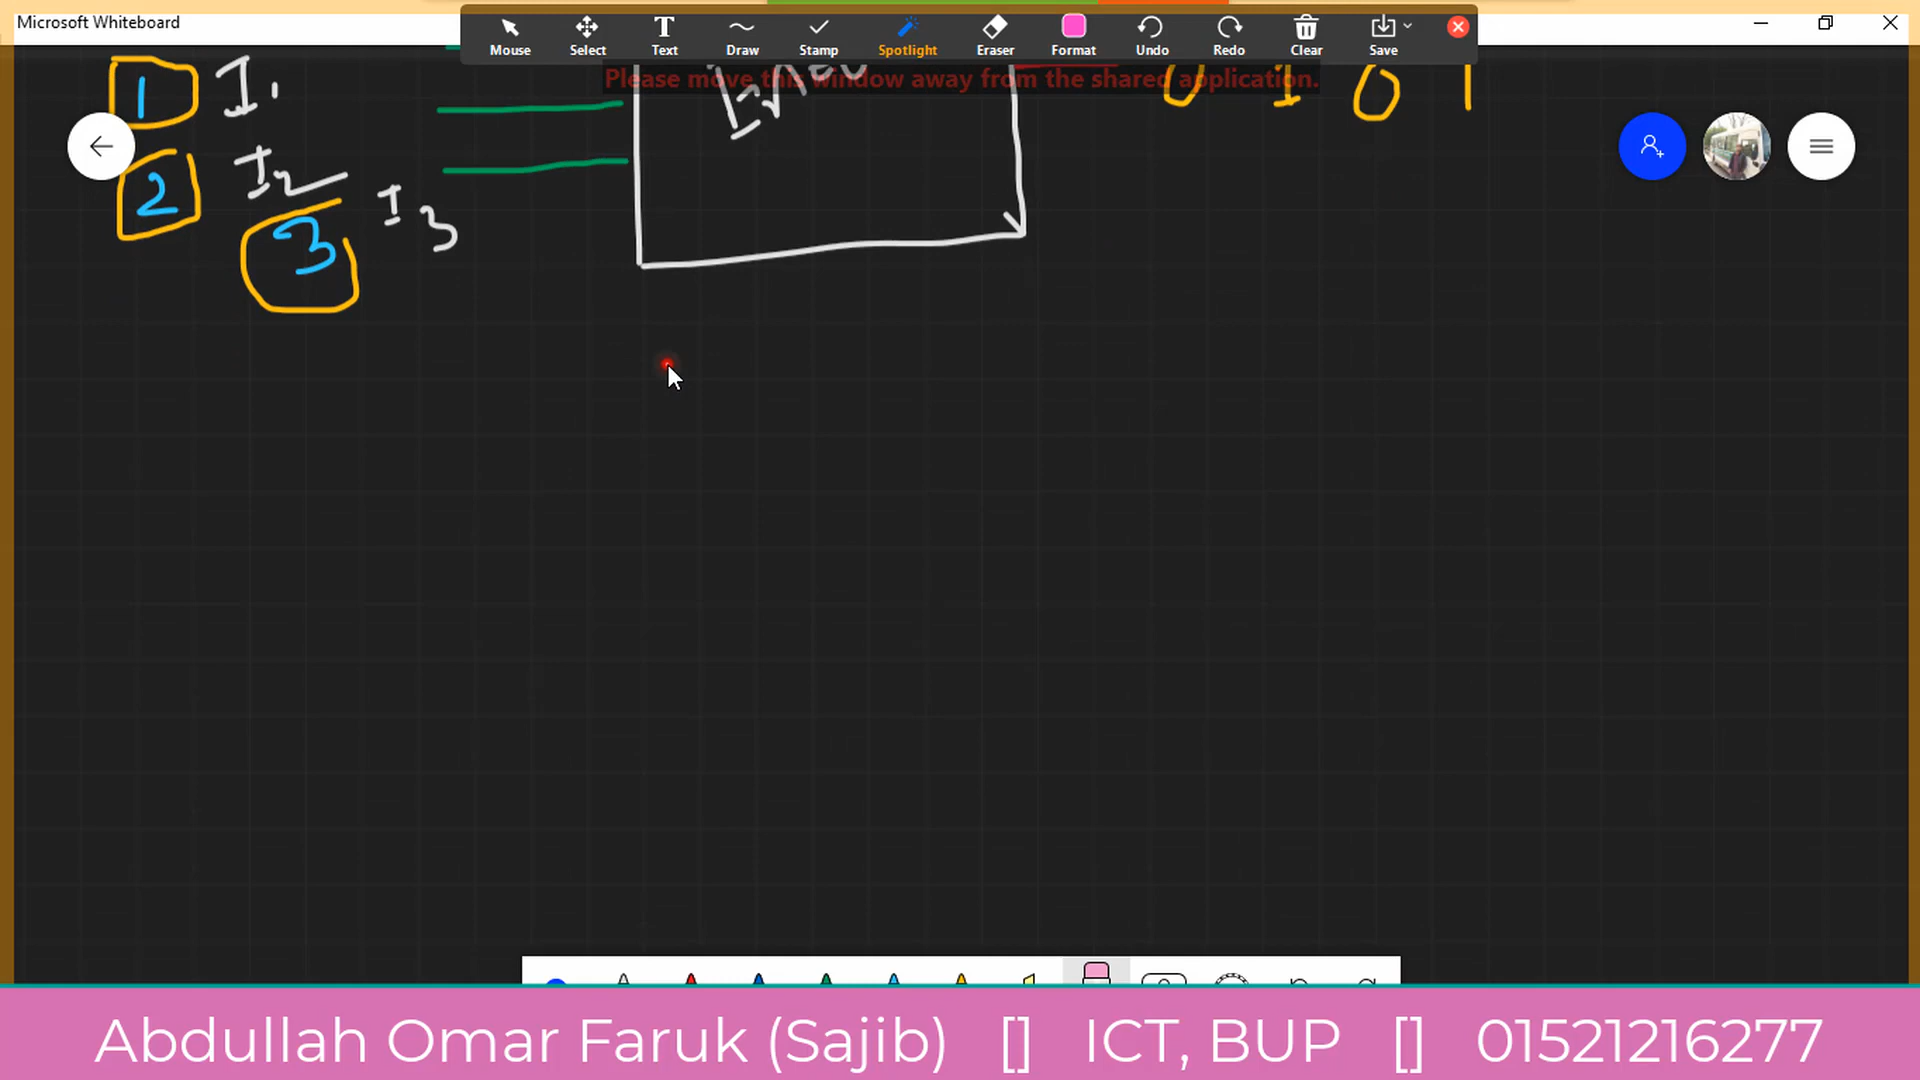 Microsoft Whiteboard
Mouse Select Text Draw Stamp Spotlight Eraser Format Undo Redo Clear Save
Please move this window away from the shared application.
1 I1
0 1 0 1
2 I2
3 I3
Abdullah Omar Faruk (Sajib) [] ICT, BUP [] 01521216277